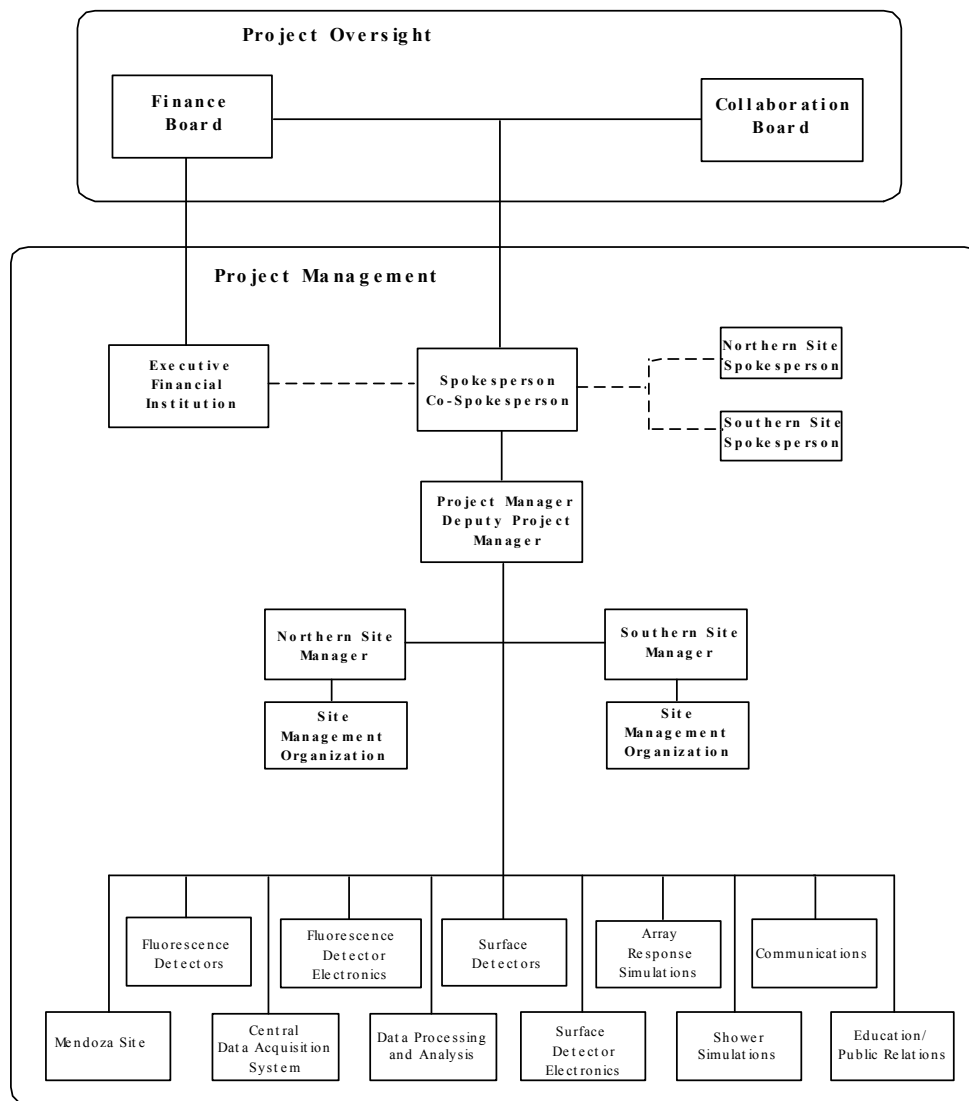 Project Oversight
Finance
Board
Collaboration
Board
Project Management
Executive
Financial
Institution
Spokesperson
Co-Spokesperson
Northern Site
Spokesperson
Southern Site
Spokesperson
Project Manager
Deputy Project
Manager
Northern Site
Manager
Southern Site
Manager
Site
Management
Organization
Site
Management
Organization
Fluorescence
Detectors
Fluorescence
Detector
Electronics
Surface
Detectors
Array
Response
Simulations
Communications
Mendoza Site
Central
Data Acquisition
System
Data Processing
and Analysis
Surface
Detector
Electronics
Shower
Simulations
Education/
Public Relations